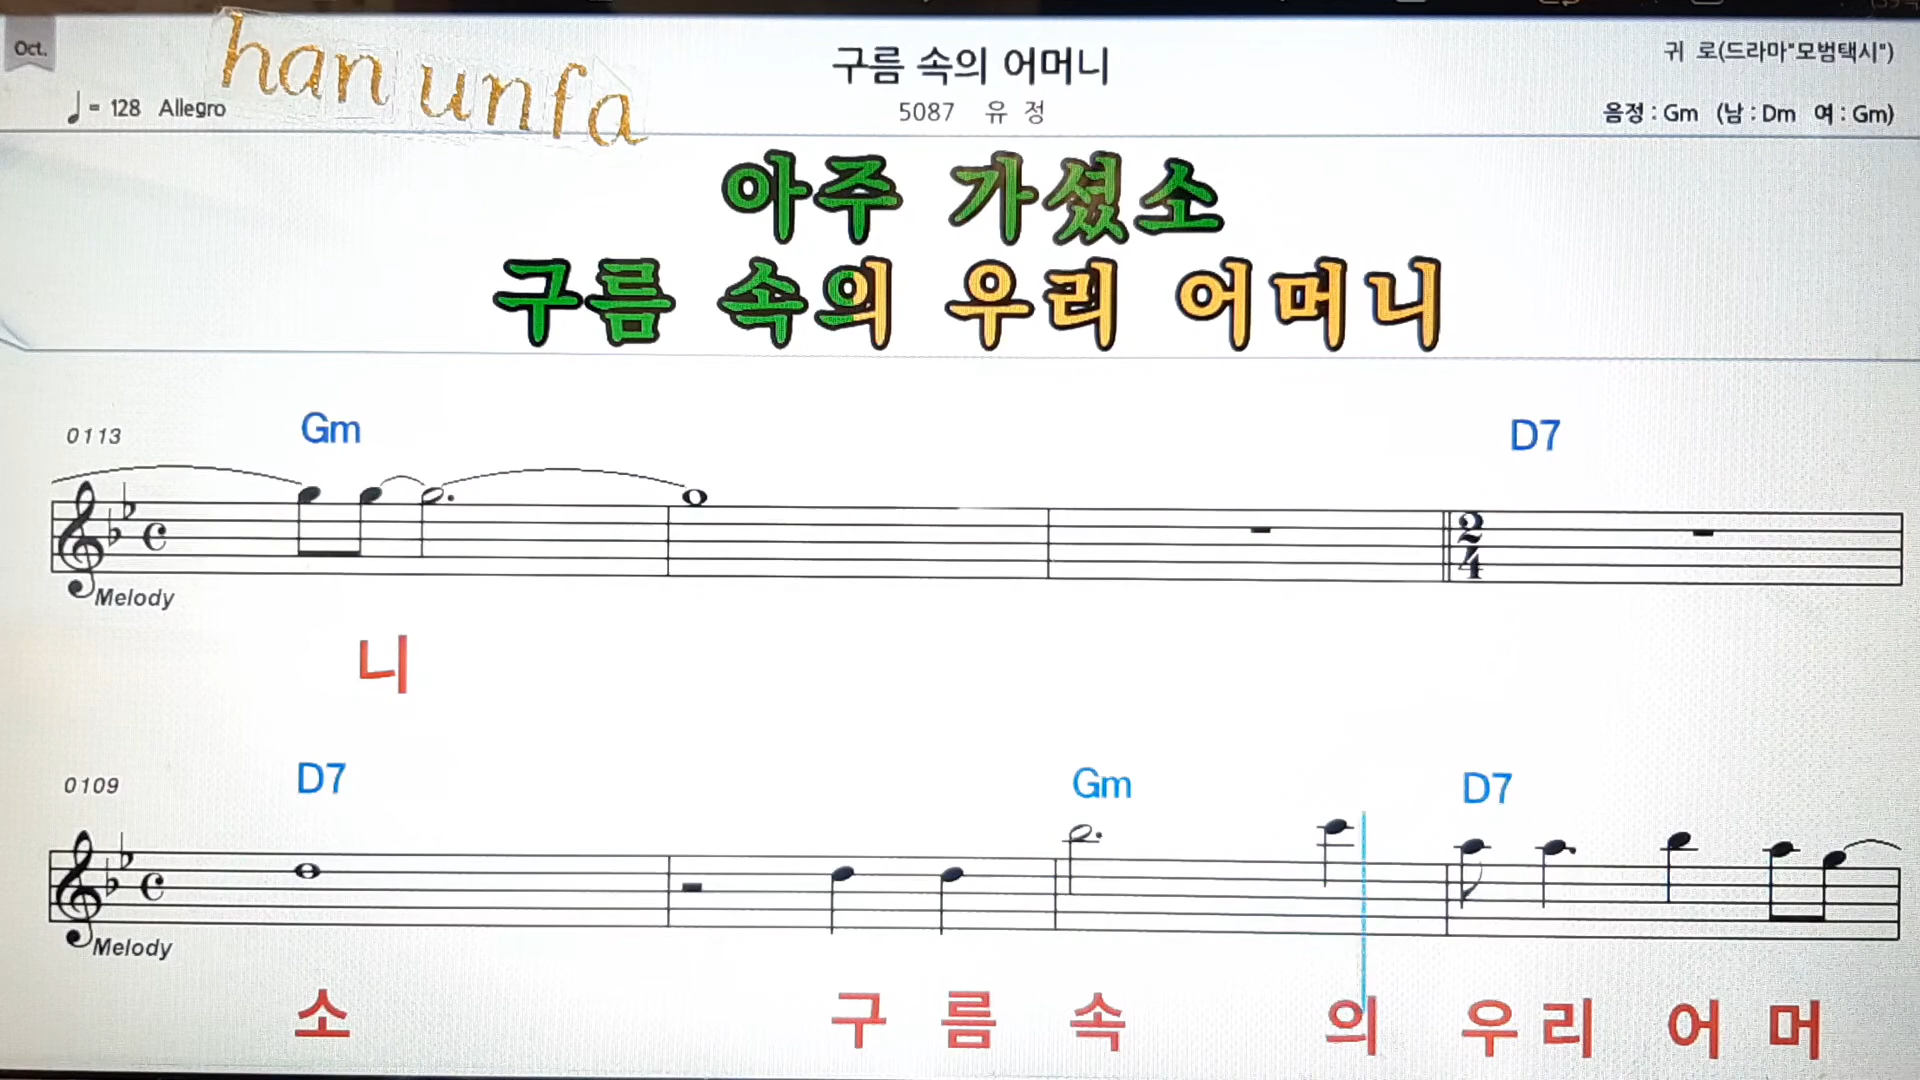 Oct.
han unfa
구름 속의 어머니
귀 로(드라마"모범택시")
♩ = 128 Allegro
5087 유 정
음정 : Gm (남 : Dm 여 : Gm)
아주 가셨소
구름 속의 우리 어머니
0113 Gm D7
2
4
Melody
니
0109 D7 Gm D7
Melody
소 구 름 속 의 우 리 어 머